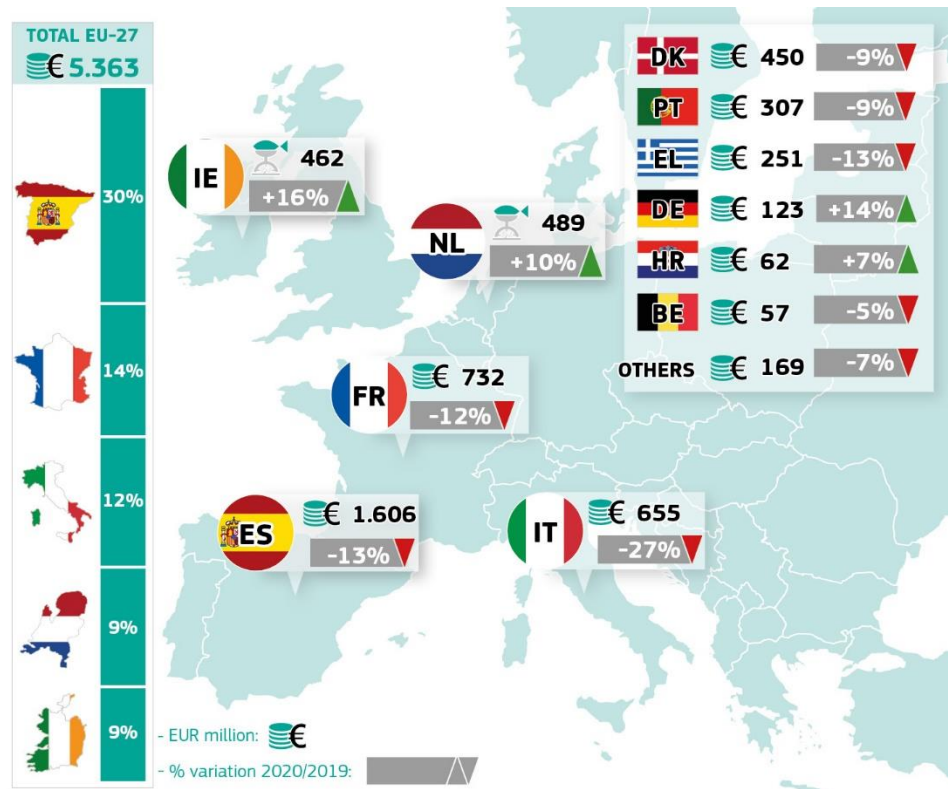 TOTAL EU-27
€ 5.363
30%
14%
12%
9%
9%
IE
462
+16%
NL
489
+10%
FR
€ 732
-12%
ES
€ 1.606
-13%
IT
€ 655
-27%
DK € 450 -9%
PT € 307 -9%
EL € 251 -13%
DE € 123 +14%
HR € 62 +7%
BE € 57 -5%
OTHERS € 169 -7%
- EUR million: €
- % variation 2020/2019: